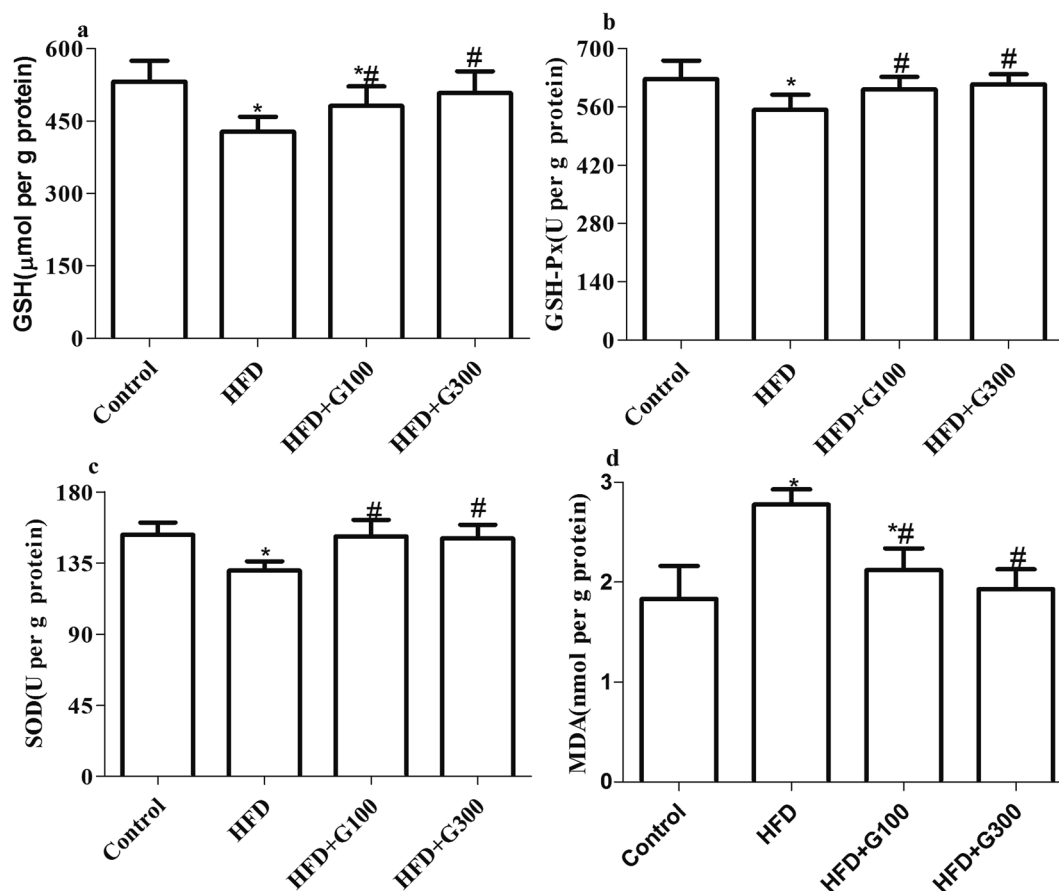 a
GSH(μmol per g protein)
600
450
300
150
0
*
*#
#
Control
HFD
HFD+G100
HFD+G300
b
GSH-Px(U per g protein)
700
560
420
280
140
0
*
#
#
Control
HFD
HFD+G100
HFD+G300
c
SOD(U per g protein)
180
135
90
45
0
*
#
#
Control
HFD
HFD+G100
HFD+G300
d
MDA(nmol per g protein)
3
2
1
0
*
*#
#
Control
HFD
HFD+G100
HFD+G300